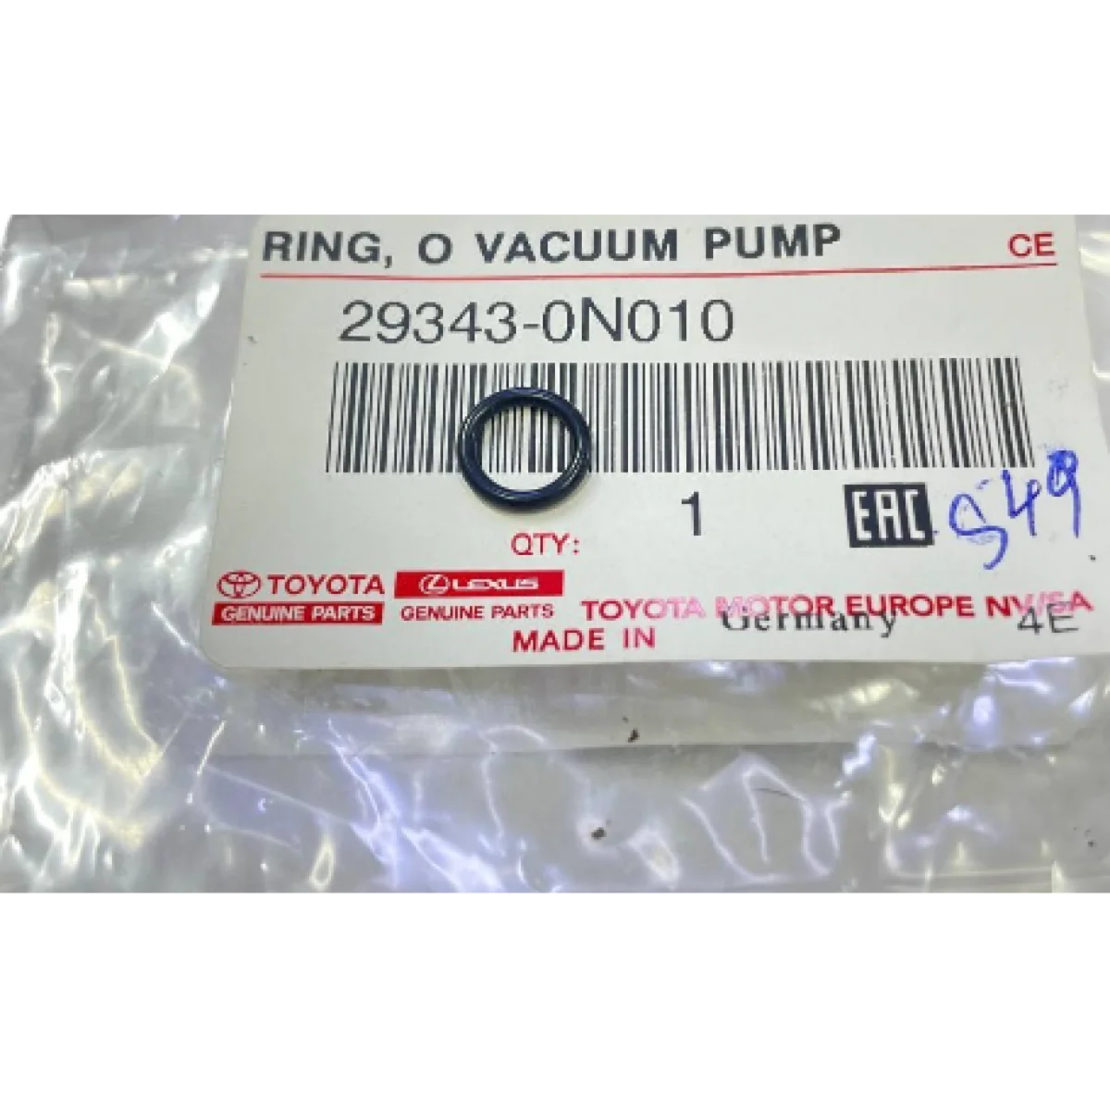 RING, O VACUUM PUMP CE
29343-0N010
QTY: 1 EAC S49
TOYOTA LEXUS
GENUINE PARTS GENUINE PARTS TOYOTA MOTOR EUROPE NV/SA
MADE IN Germany 4E